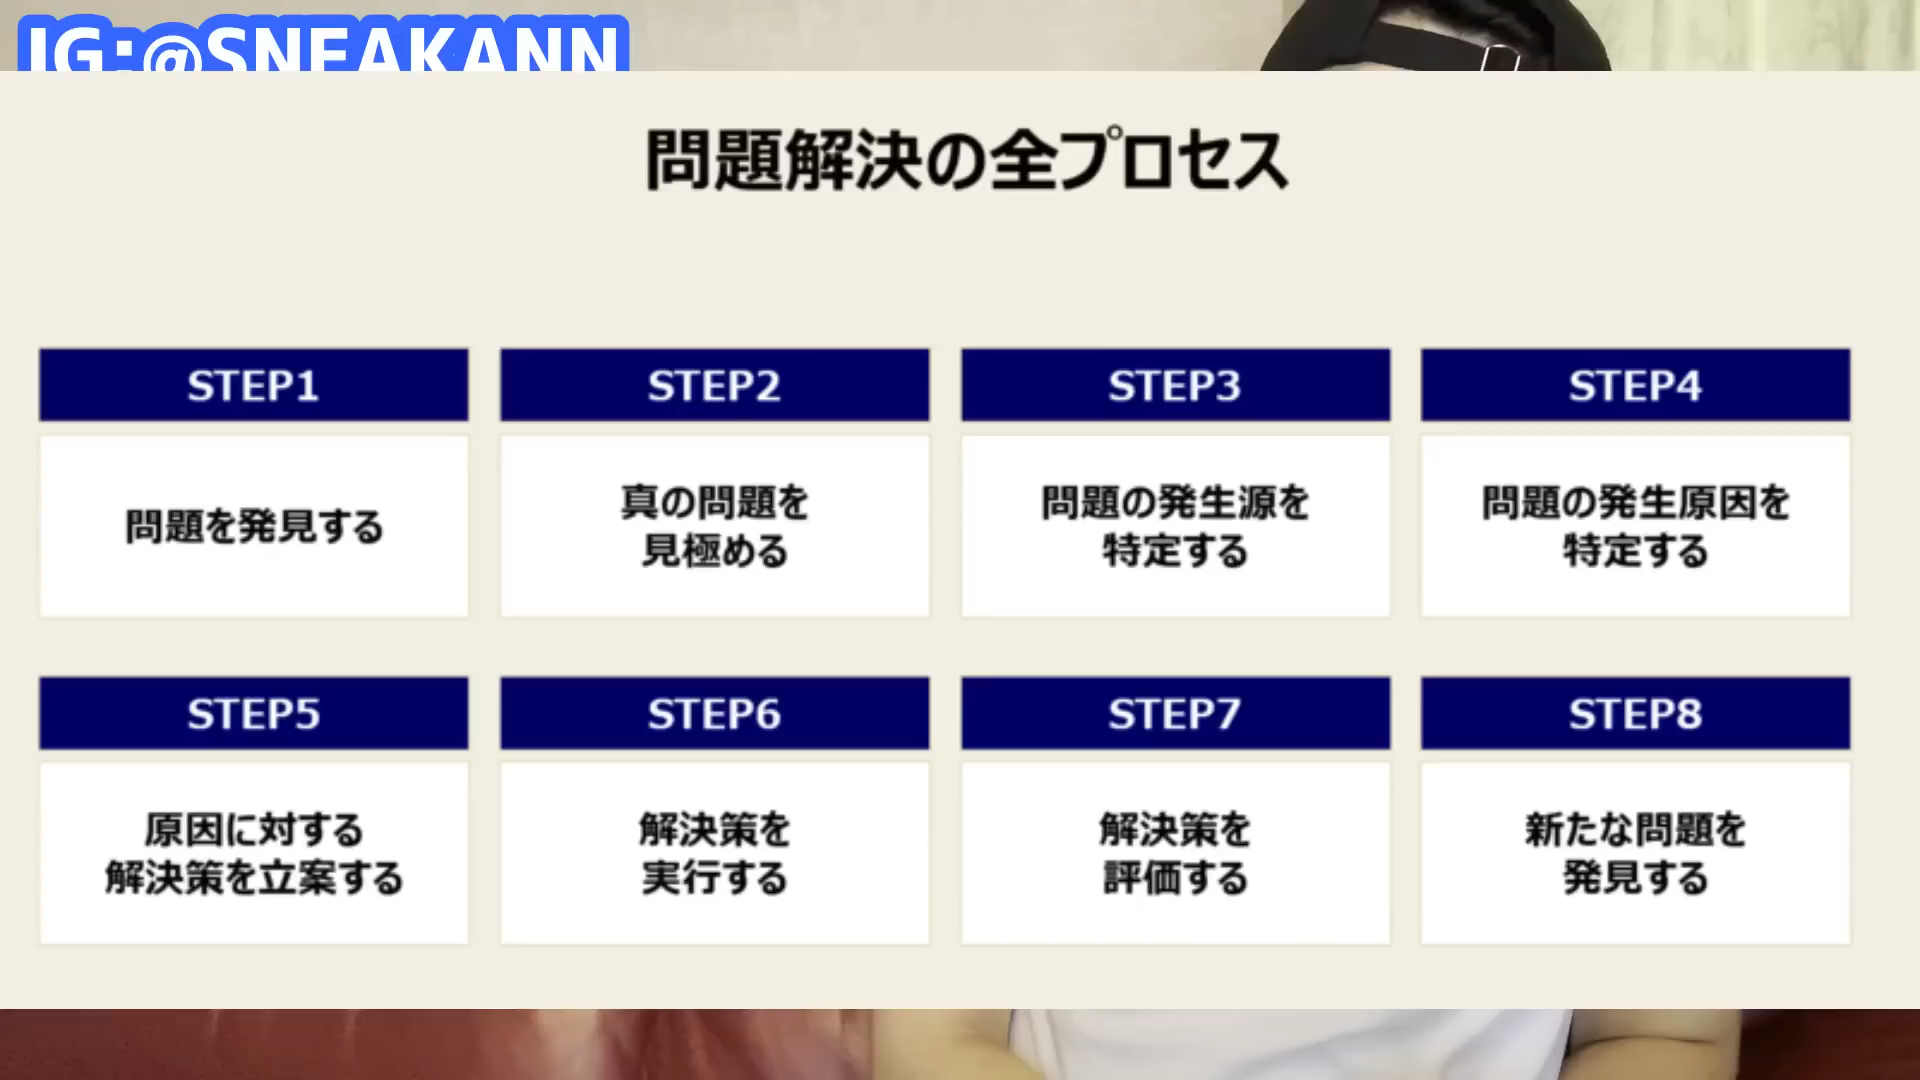 IG:@SNEAKANN
問題解決の全プロセス
STEP1
問題を発見する
STEP2
真の問題を
見極める
STEP3
問題の発生源を
特定する
STEP4
問題の発生原因を
特定する
STEP5
原因に対する
解決策を立案する
STEP6
解決策を
実行する
STEP7
解決策を
評価する
STEP8
新たな問題を
発見する